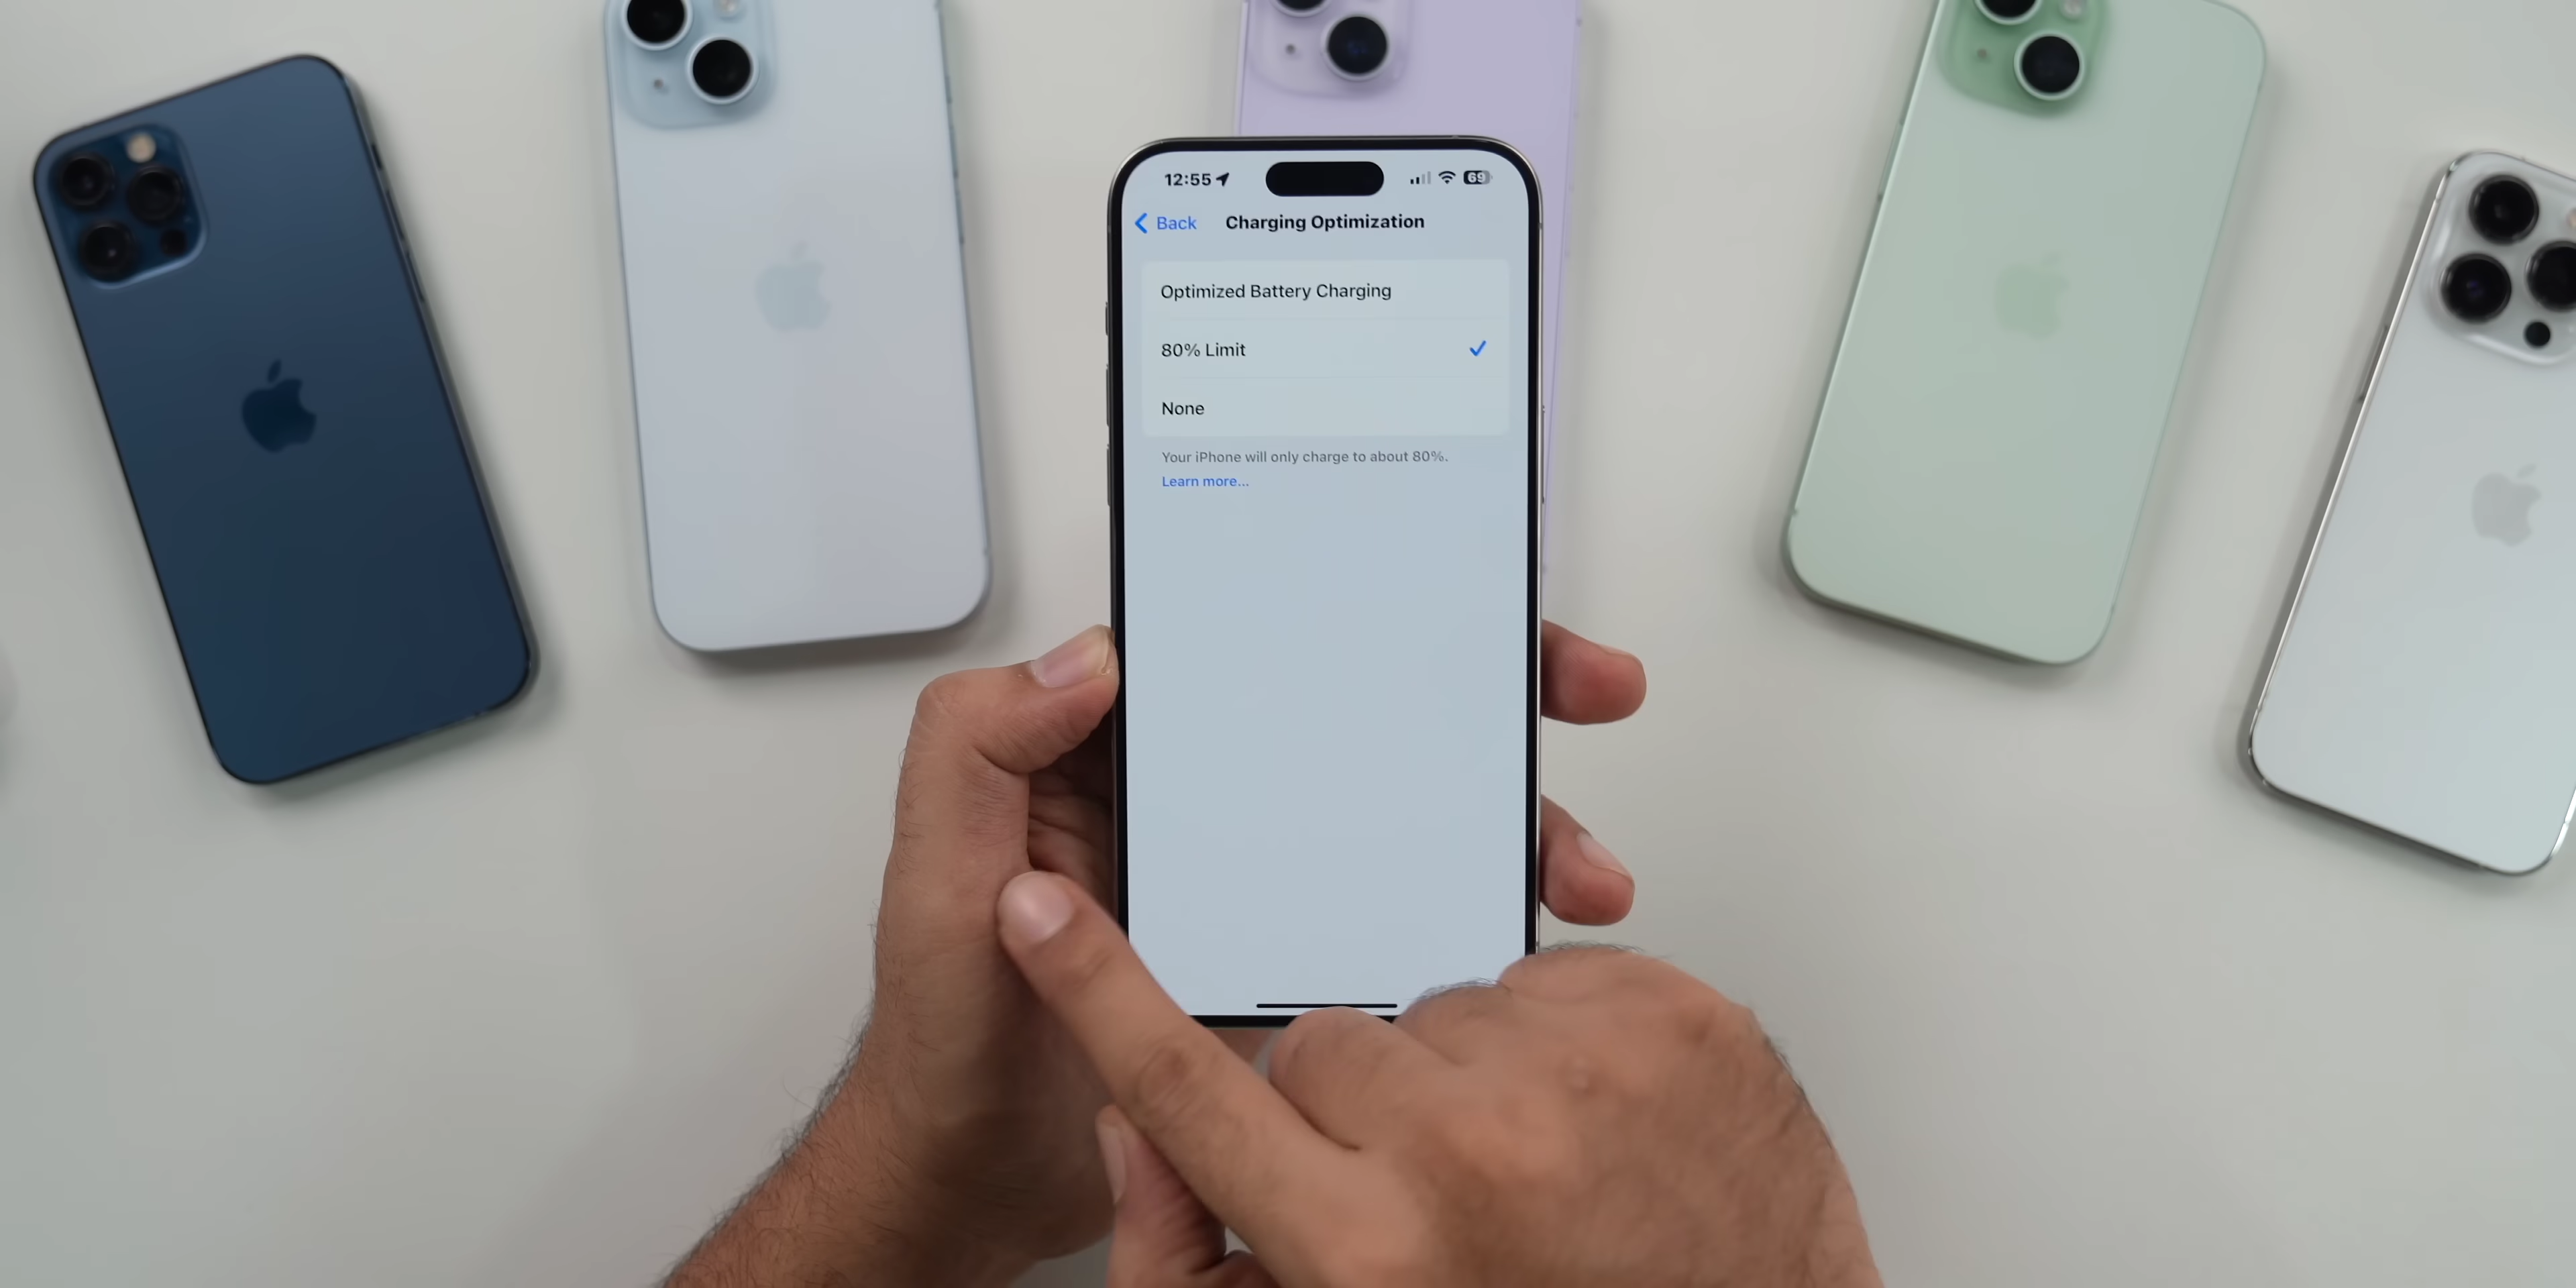 12:55 69
Back Charging Optimization
Optimized Battery Charging
80% Limit
None
Your iPhone will only charge to about 80%.
Learn more...